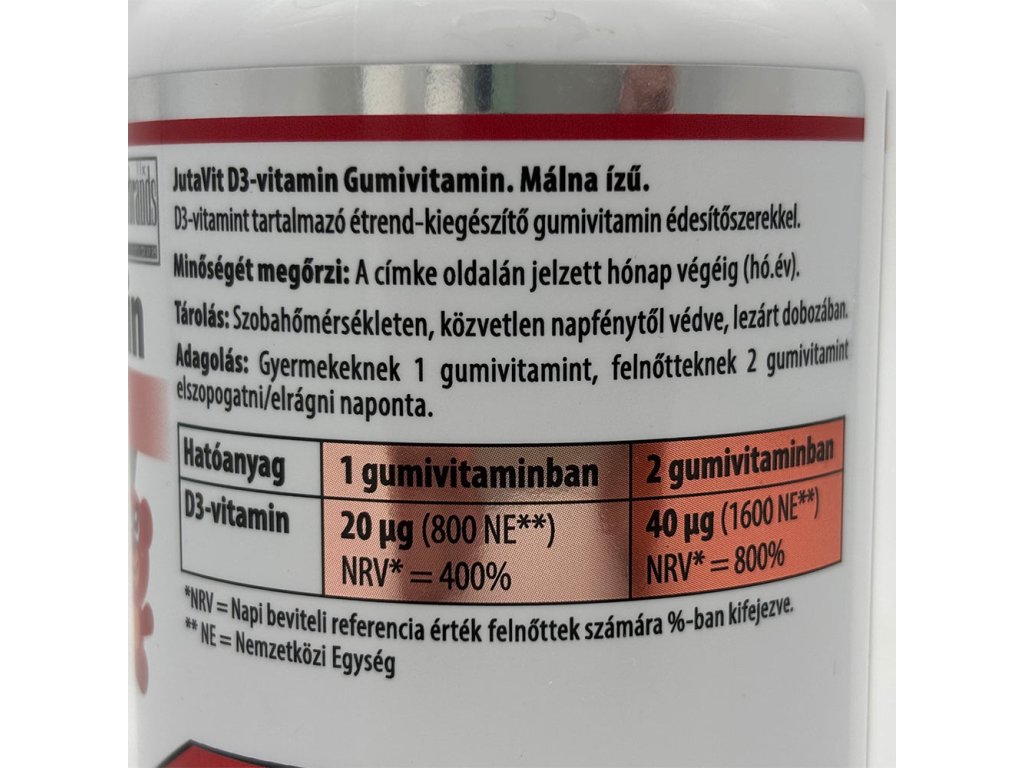 JutaVit D3-vitamin Gumivitamin. Málna ízű.
D3-vitamint tartalmazó étrend-kiegészítő gumivitamin édesítőszerekkel.
Minőségét megőrzi: A címke oldalán jelzett hónap végéig (hó.év).
Tárolás: Szobahőmérsékleten, közvetlen napfénytől védve, lezárt dobozában.
Adagolás: Gyermekeknek 1 gumivitamint, felnőtteknek 2 gumivitamint
elszopogatni/elrágni naponta.
Hatóanyag 1 gumivitaminban 2 gumivitaminban
D3-vitamin 20 µg (800 NE**) 40 µg (1600 NE**)
NRV* = 400% NRV* = 800%
*NRV = Napi beviteli referencia érték felnőttek számára %-ban kifejezve.
** NE = Nemzetközi Egység